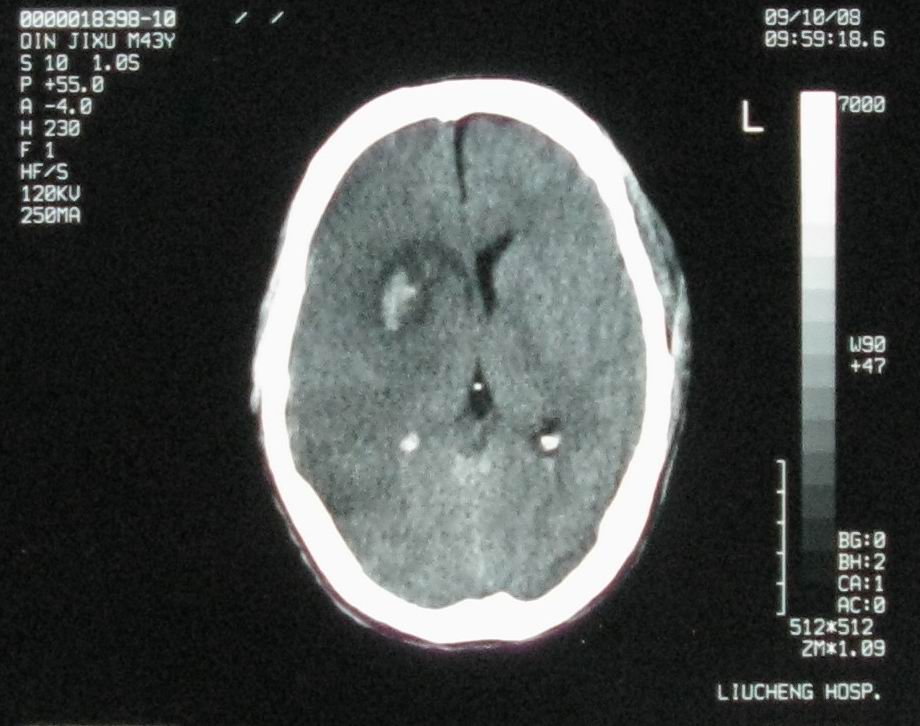 0000018398-10
QIN JIXU M43Y
S 10 1.0S
P +55.0
A -4.0
H 230
F 1
HF/S
120KV
250MA
09/10/08
09:59:18.6
L
7000
W90
+47
BG:0
BH:2
CA:1
AC:0
512*512
ZM*1.09
LIUCHENG HOSP.